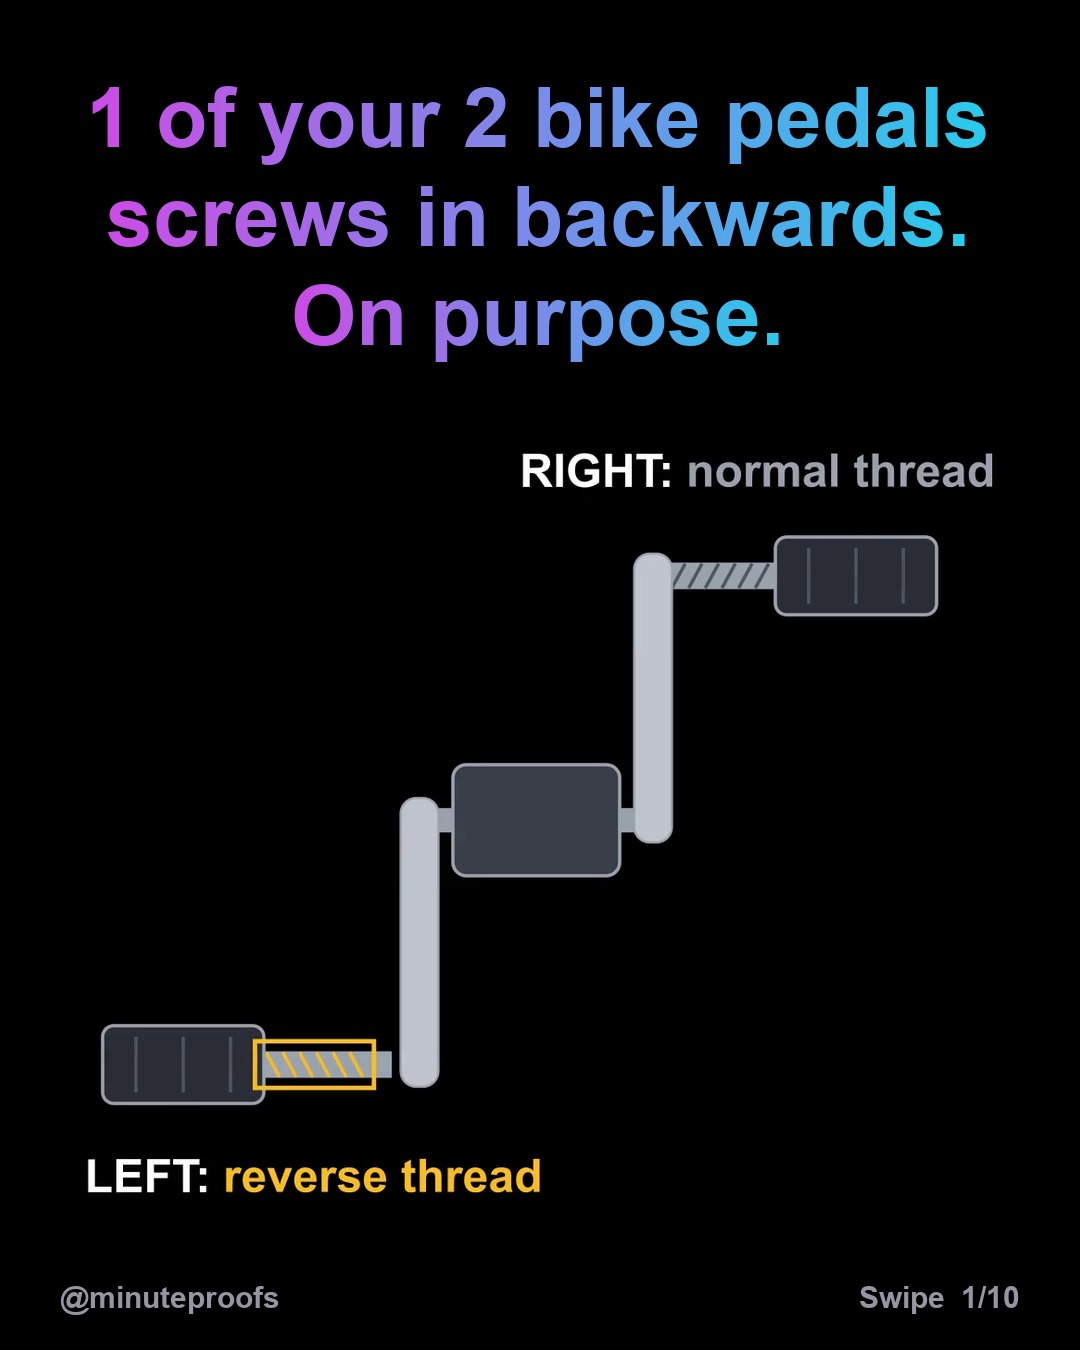 1 of your 2 bike pedals
screws in backwards.
On purpose.
RIGHT: normal thread
LEFT: reverse thread
@minuteproofs
Swipe 1/10